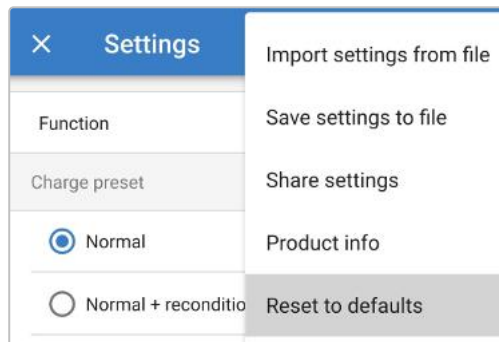 Settings
Function
Charge preset
Normal
Normal + reconditio
Import settings from file
Save settings to file
Share settings
Product info
Reset to defaults